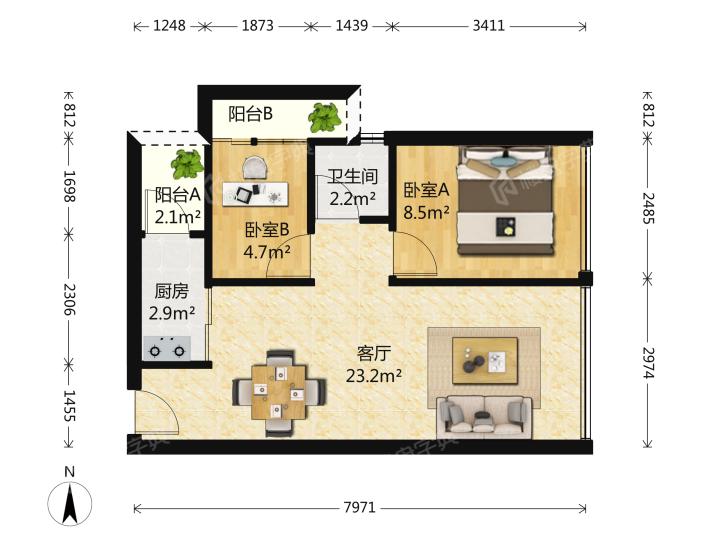 1248 1873 1439 3411
812
812
阳台B
1698
阳台A
2.1m²
卫生间
2.2m²
卧室A
8.5m²
2485
卧室B
4.7m²
2306
厨房
2.9m²
客厅
23.2m²
2974
1455
N
7971